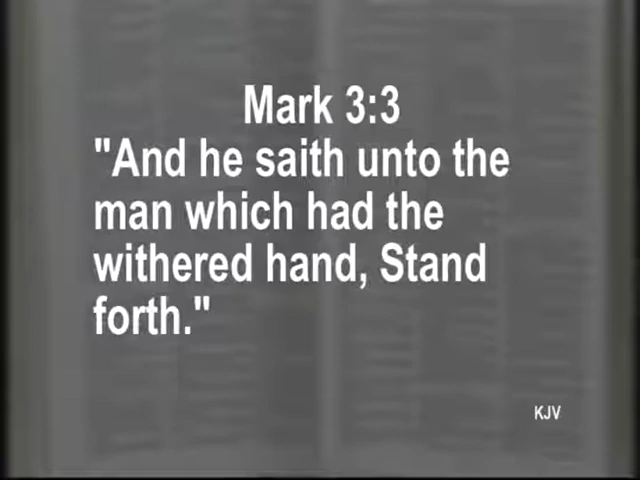 Mark 3:3
"And he saith unto the
man which had the
withered hand, Stand
forth."
KJV